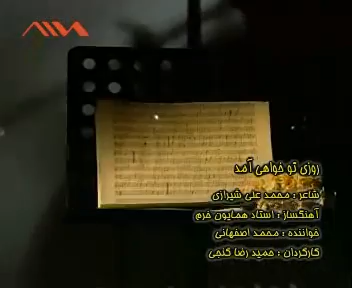 روزی تو خواهی آمد
شاعر : محمد علی شیرازی
آهنگساز : استاد همایون خرم
خواننده : محمد اصفهانی
کارگردان : حمید رضا گنجی